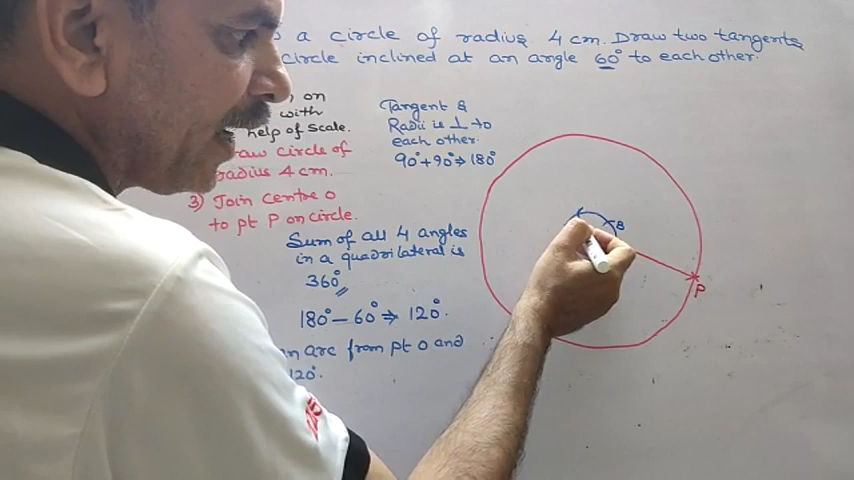 a circle of radius 4 cm. Draw two tangents
circle inclined at an angle 60° to each other.
, on
with
help of scale.
raw circle of
radius 4 cm.
3) Join centre O
to pt P on circle.
Tangent &
Radii is ⊥ to
each other.
90°+90°⇒180°
Sum of all 4 angles
in a quadrilateral is
360°
180°-60°⇒120°.
an arc from pt O and
120°.
B
P